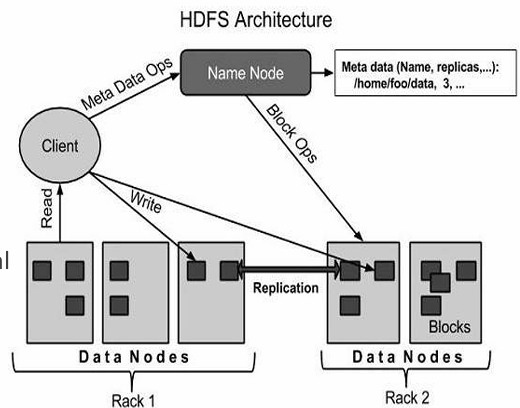 HDFS Architecture
Name Node
Meta data (Name, replicas,...):
/home/foo/data, 3, ...
Meta Data Ops
Client
Block Ops
Read
Write
al
Replication
Blocks
Data Nodes
Data Nodes
Rack 1
Rack 2